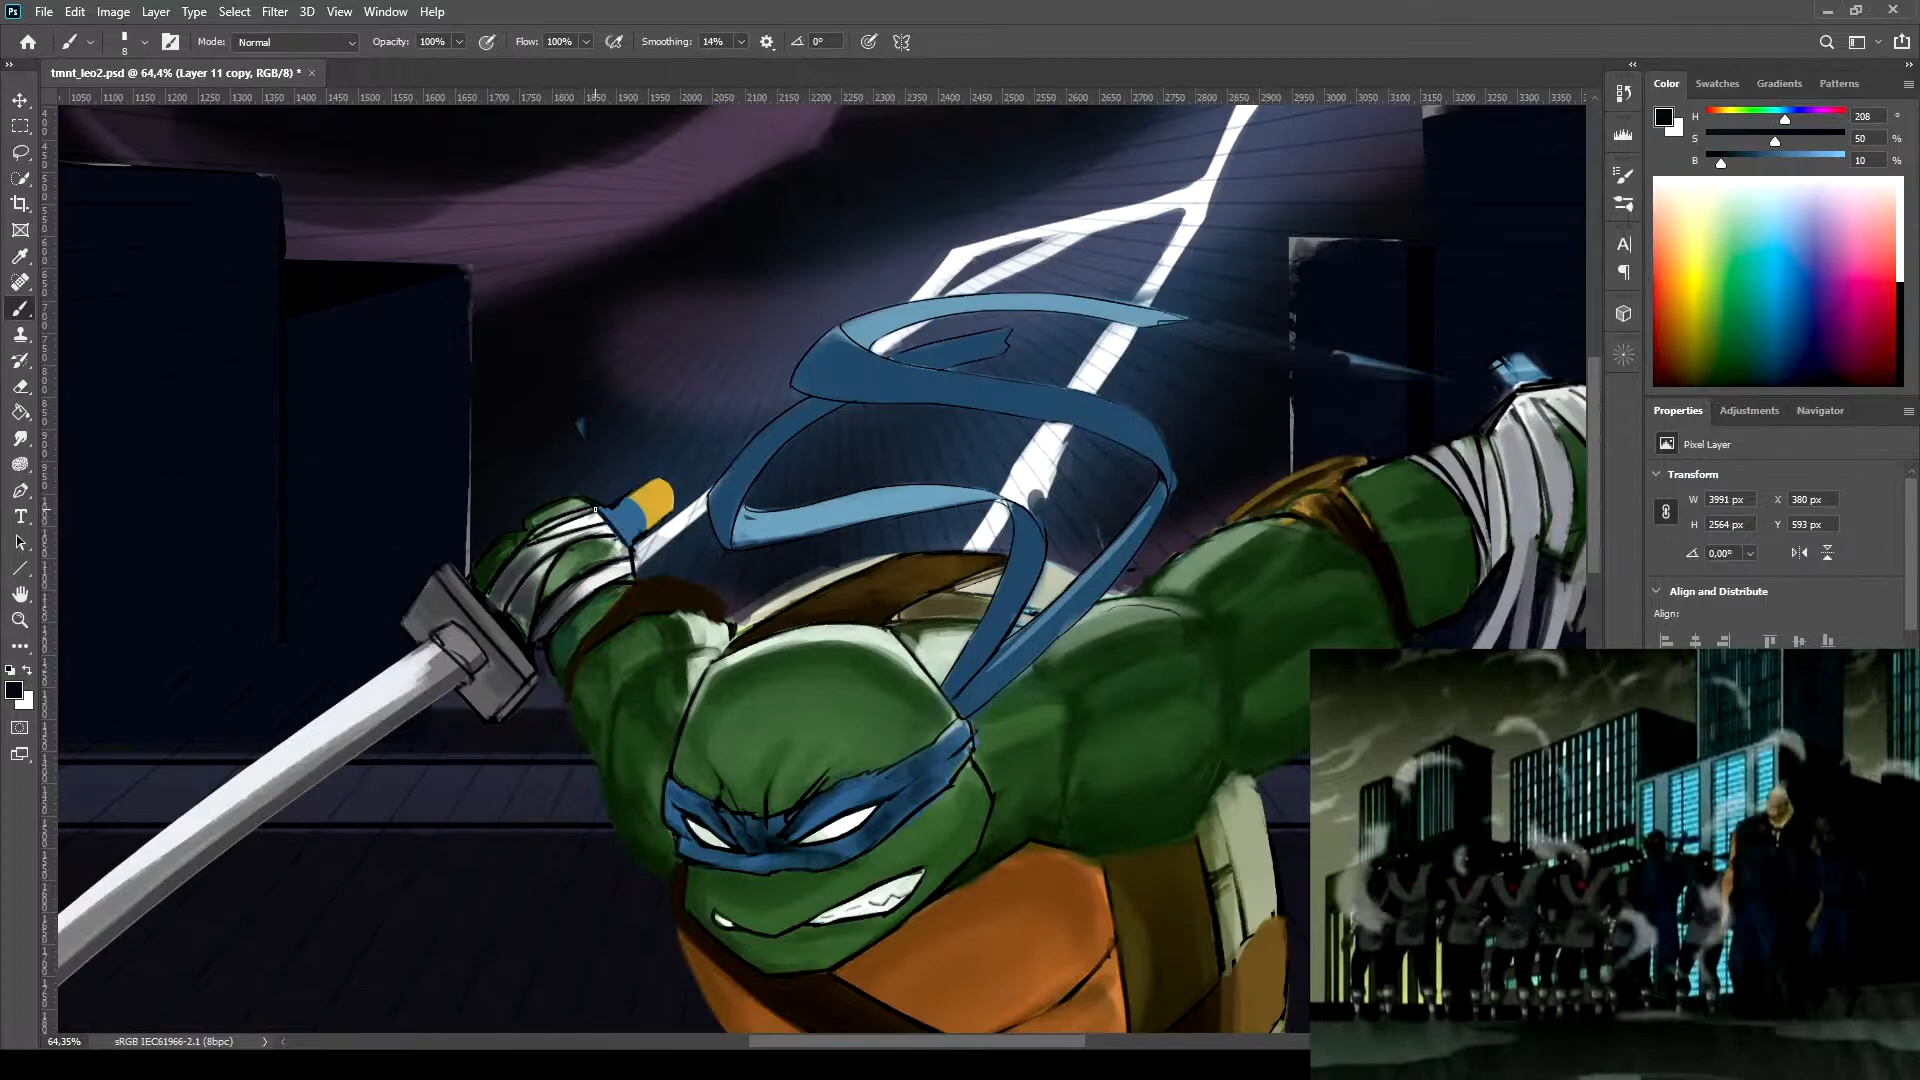 Ps File Edit Image Layer Type Select Filter 3D View Window Help
8 Mode: Normal Opacity: 100% Flow: 100% Smoothing: 14% 0°
tmnt_leo2.psd @ 64,4% (Layer 11 copy, RGB/8) * ×
1050 1100 1150 1200 1250 1300 1350 1400 1450 1500 1550 1600 1650 1700 1750 1800 1850 1900 1950 2000 2050 2100 2150 2200 2250 2300 2350 2400 2450 2500 2550 2600 2650 2700 2750 2800 2850 2900 2950 3000 3050 3100 3150 3200 3250 3300 3350
Color Swatches Gradients Patterns
H 208 °
S 50 %
B 10 %
Properties Adjustments Navigator
Pixel Layer
Transform
W 3991 px X 380 px
H 2564 px Y 593 px
0,00°
Align and Distribute
Align:
64,35% sRGB IEC61966-2.1 (8bpc)